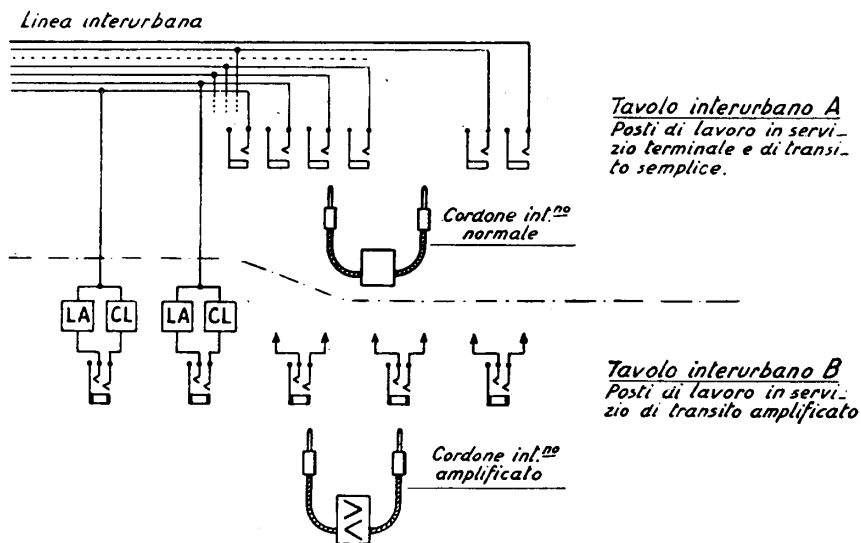 Linea interurbana
Tavolo interurbano A
Posti di lavoro in servi-
zio terminale e di transi-
to semplice.
Cordone int.no
normale
LA CL LA CL
Tavolo interurbano B
Posti di lavoro in servi-
zio di transito amplificato
Cordone int.no
amplificato